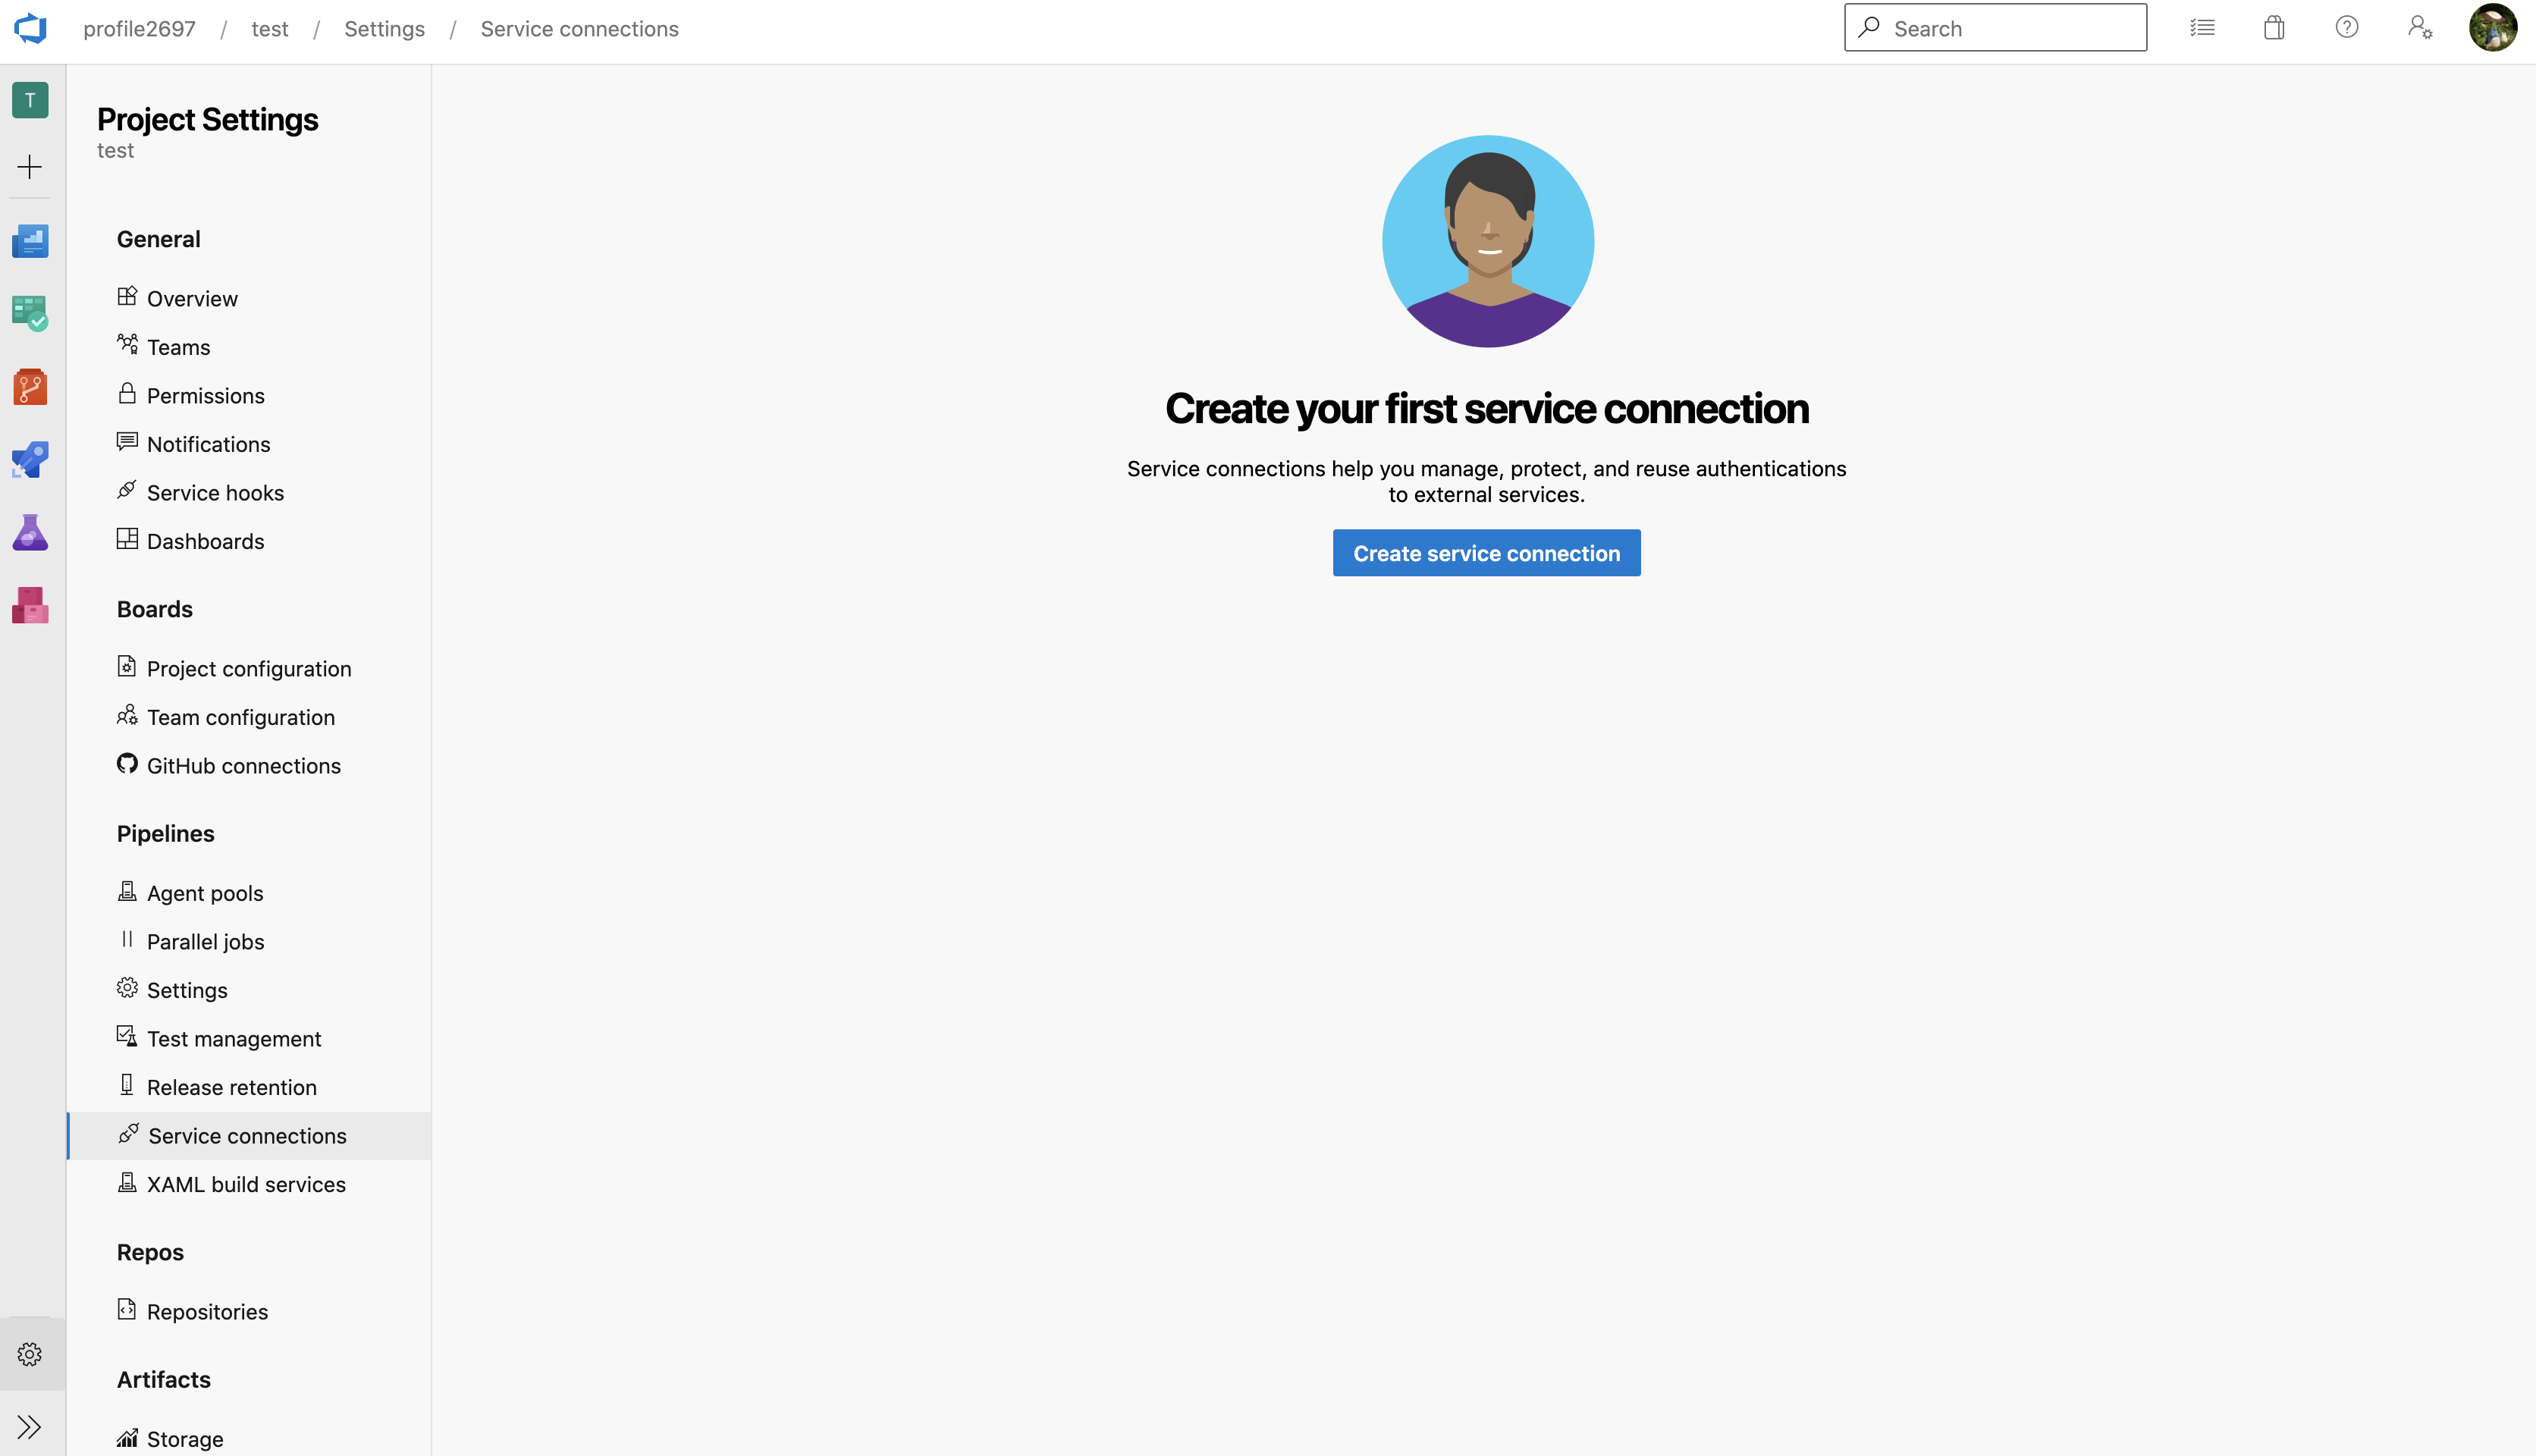 profile2697 / test / Settings / Service connections
Search
T
Project Settings
test
General
Overview
Teams
Permissions
Notifications
Service hooks
Dashboards
Boards
Project configuration
Team configuration
GitHub connections
Pipelines
Agent pools
Parallel jobs
Settings
Test management
Release retention
Service connections
XAML build services
Repos
Repositories
Artifacts
Storage
Create your first service connection
Service connections help you manage, protect, and reuse authentications
to external services.
Create service connection